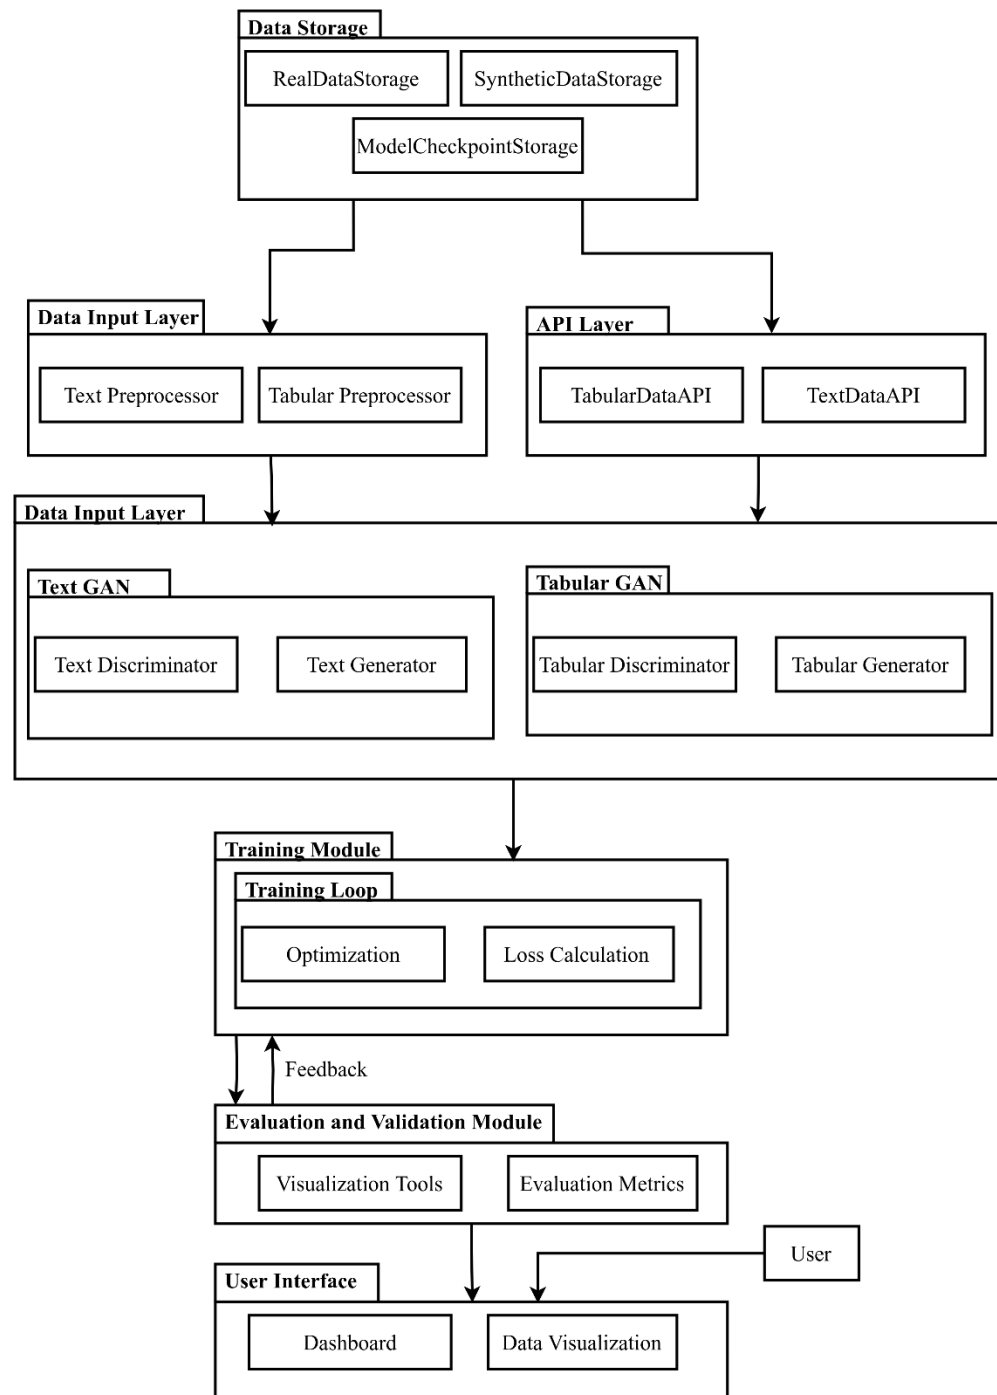 Data Storage
RealDataStorage
SyntheticDataStorage
ModelCheckpointStorage
Data Input Layer
Text Preprocessor
Tabular Preprocessor
API Layer
TabularDataAPI
TextDataAPI
Data Input Layer
Text GAN
Text Discriminator
Text Generator
Tabular GAN
Tabular Discriminator
Tabular Generator
Training Module
Training Loop
Optimization
Loss Calculation
Feedback
Evaluation and Validation Module
Visualization Tools
Evaluation Metrics
User
User Interface
Dashboard
Data Visualization